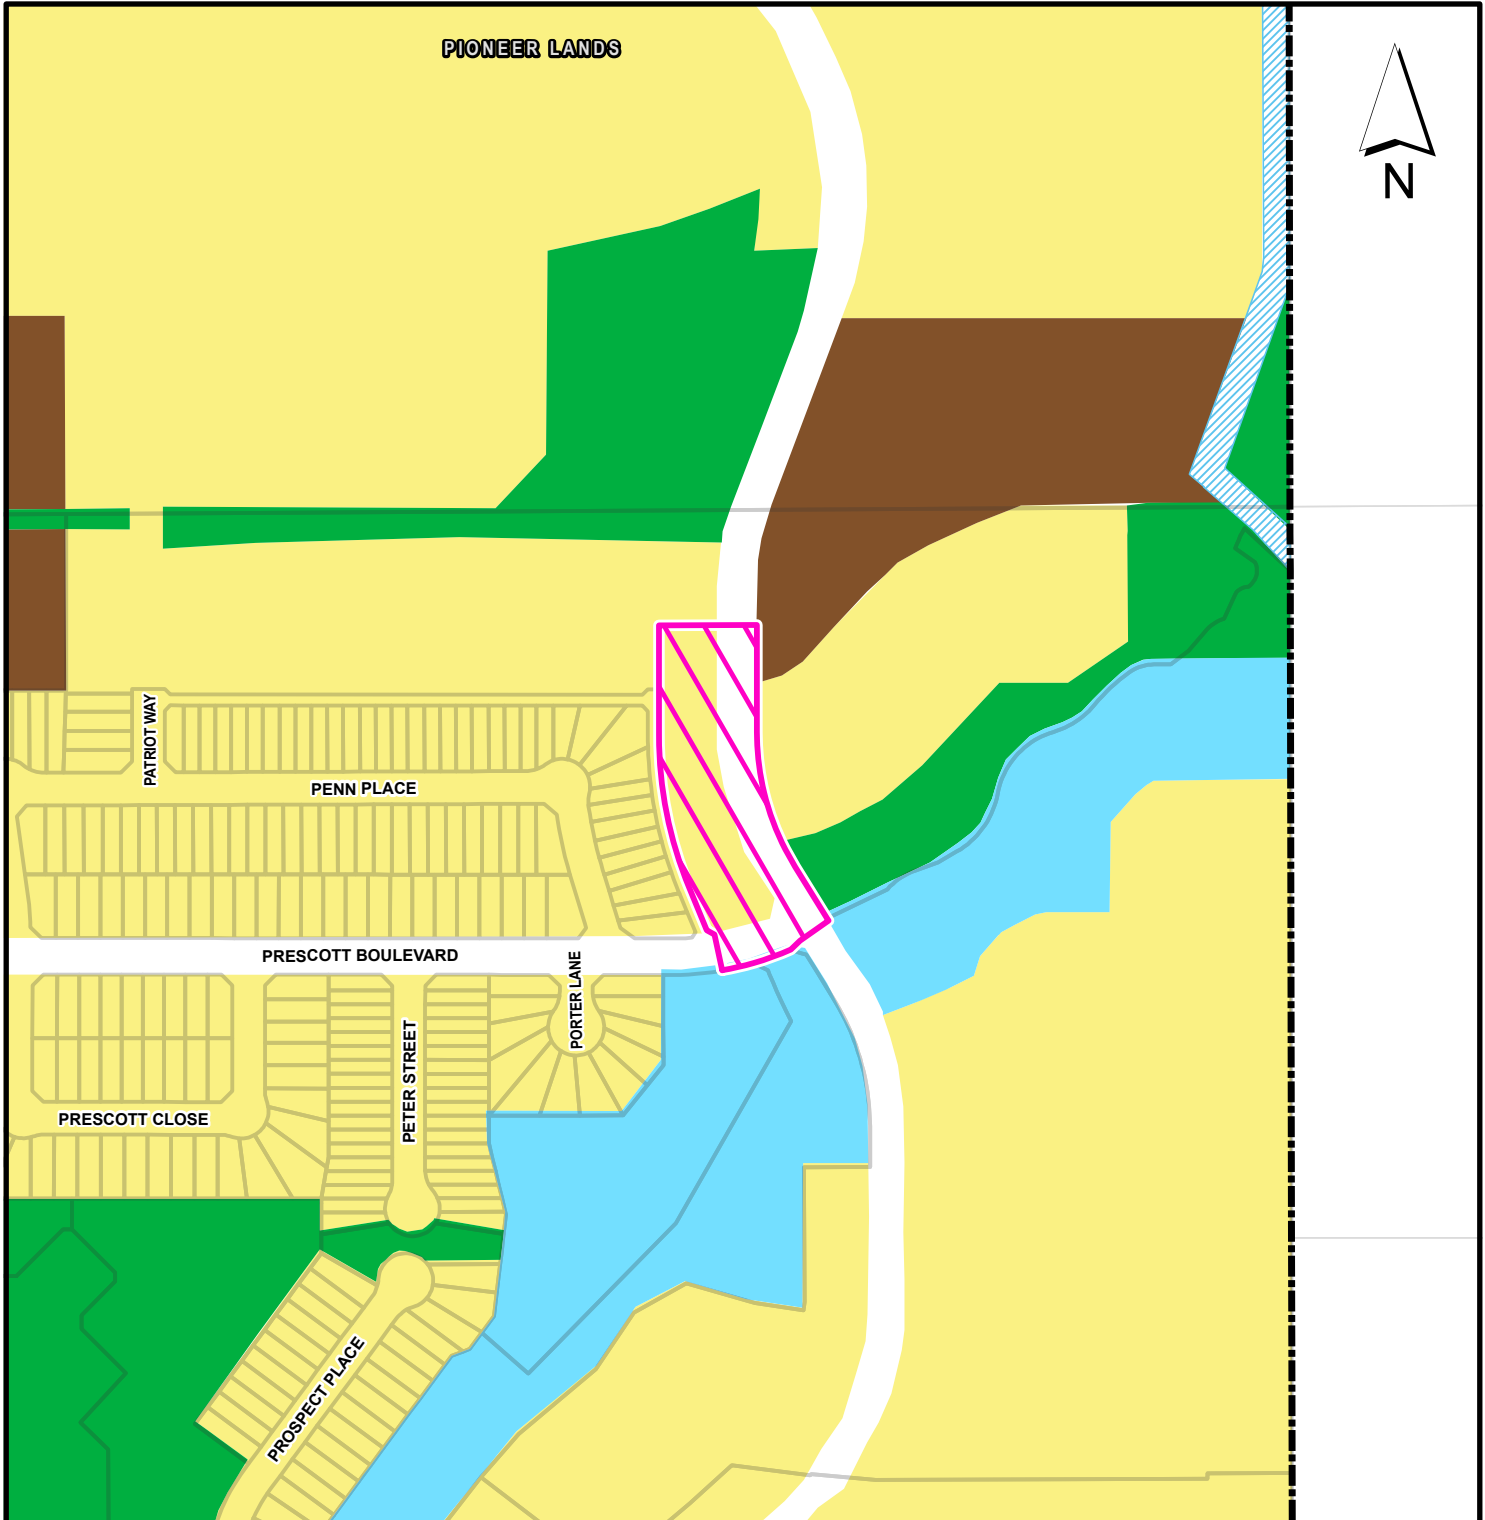 PIONEER LANDS
N
PATRIOT WAY
PENN PLACE
PRESCOTT BOULEVARD
PORTER LANE
PETER STREET
PRESCOTT CLOSE
PROSPECT PLACE